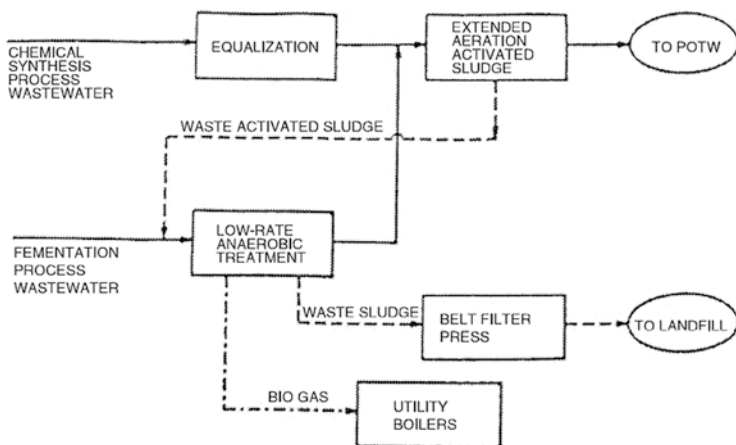 CHEMICAL
SYNTHESIS
PROCESS
WASTEWATER
EQUALIZATION
EXTENDED
AERATION
ACTIVATED
SLUDGE
TO POTW
WASTE ACTIVATED SLUDGE
FEMENTATION
PROCESS
WASTEWATER
LOW-RATE
ANAEROBIC
TREATMENT
WASTE SLUDGE
BELT FILTER
PRESS
TO LANDFILL
BIO GAS
UTILITY
BOILERS